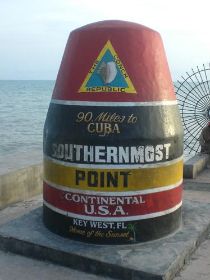 THE CONCH
REPUBLIC
90 Miles to
CUBA
SOUTHERNMOST
POINT
CONTINENTAL
U.S.A.
KEY WEST, FL
Home of the Sunset